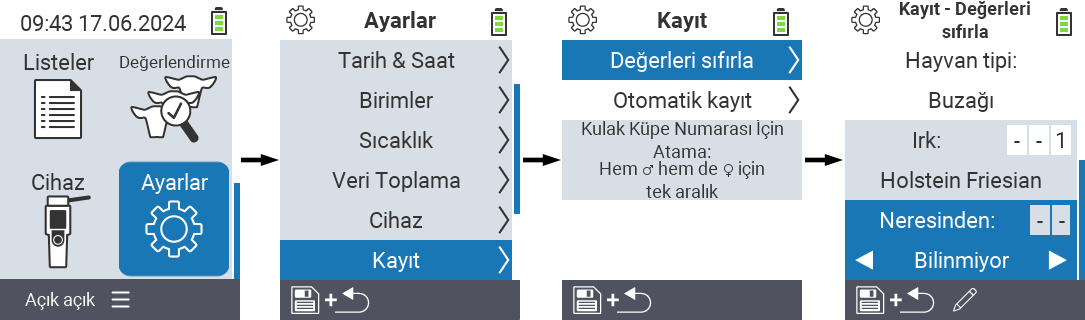 09:43 17.06.2024
Listeler
Değerlendirme
Cihaz
Ayarlar
Açık açık
Ayarlar
Tarih & Saat
Birimler
Sıcaklık
Veri Toplama
Cihaz
Kayıt
+
Kayıt
Değerleri sıfırla
Otomatik kayıt
Kulak Küpe Numarası İçin
Atama:
Hem ♂ hem de ♀ için
tek aralık
+
Kayıt - Değerleri
sıfırla
Hayvan tipi:
Buzağı
Irk: - - 1
Holstein Friesian
Neresinden: - -
Bilinmiyor
+